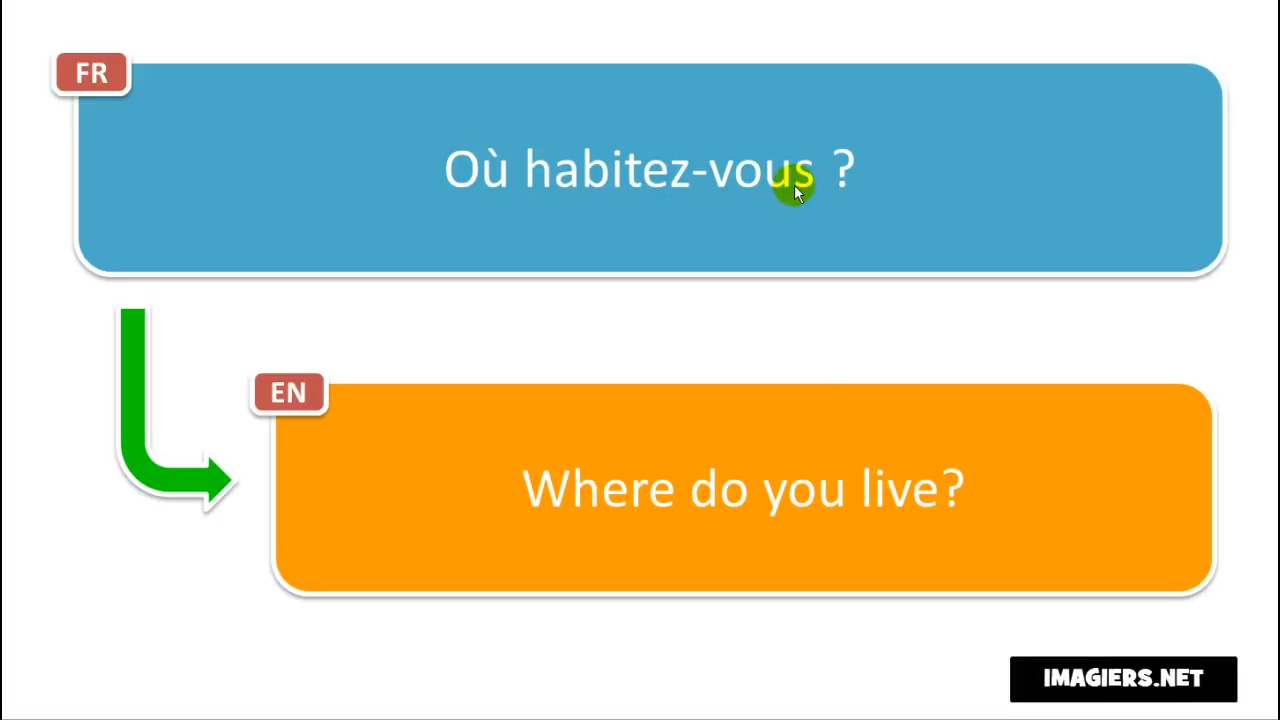 FR
Où habitez-vous ?
EN
Where do you live?
IMAGIERS.NET